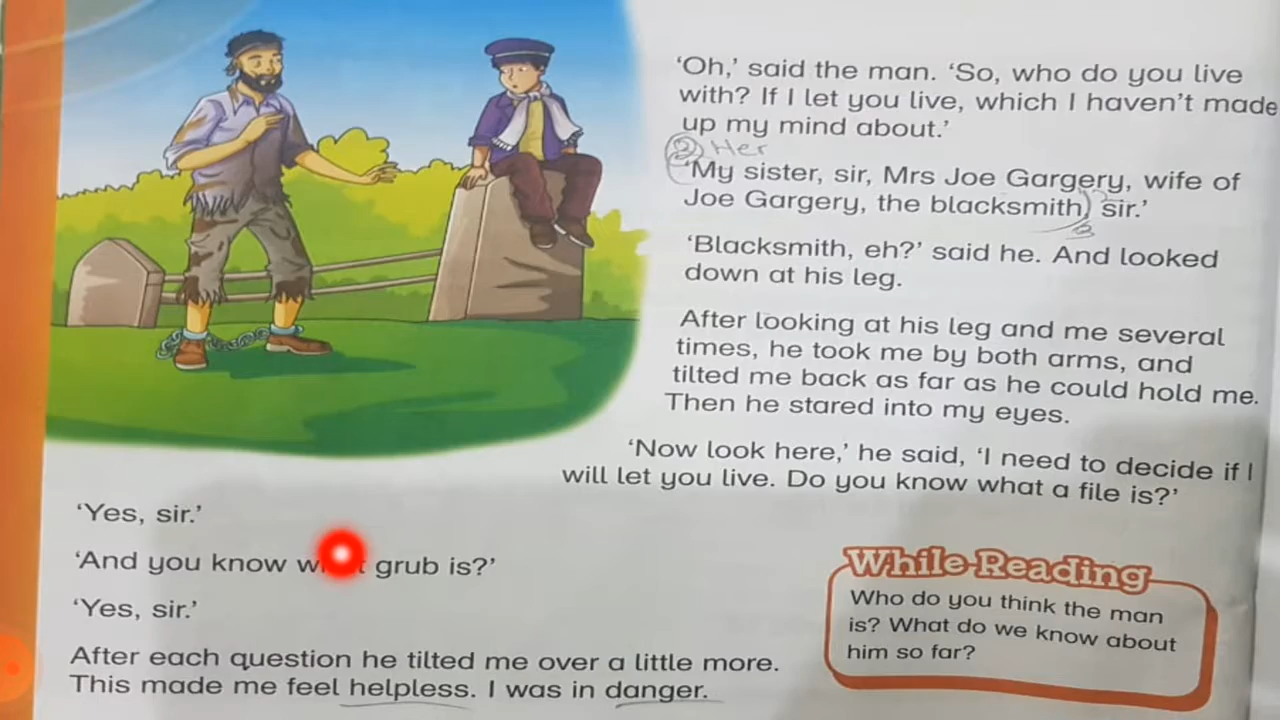 ‘Oh,’ said the man. ‘So, who do you live
with? If I let you live, which I haven’t made
up my mind about.’
② Her
‘My sister, sir, Mrs Joe Gargery, wife of
Joe Gargery, the blacksmith, sir.’
‘Blacksmith, eh?’ said he. And looked
down at his leg.
After looking at his leg and me several
times, he took me by both arms, and
tilted me back as far as he could hold me.
Then he stared into my eyes.
‘Now look here,’ he said, ‘I need to decide if I
will let you live. Do you know what a file is?’
‘Yes, sir.’
‘And you know what grub is?’
‘Yes, sir.’
After each question he tilted me over a little more.
This made me feel helpless. I was in danger.
While Reading
Who do you think the man
is? What do we know about
him so far?